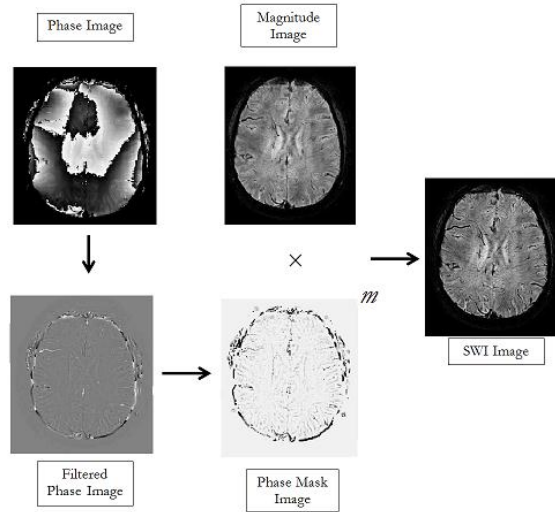 Phase Image
Magnitude
Image
×
m
SWI Image
Filtered
Phase Image
Phase Mask
Image